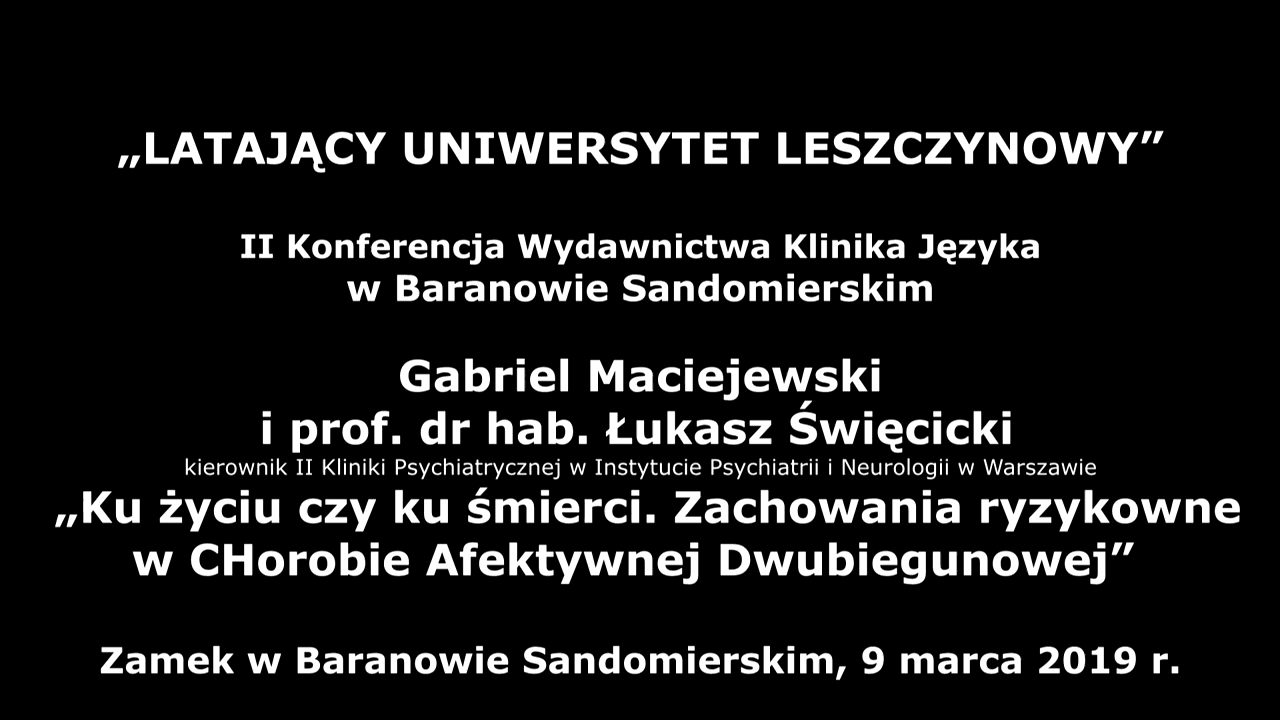 „LATAJĄCY UNIWERSYTET LESZCZYNOWY”
II Konferencja Wydawnictwa Klinika Języka
w Baranowie Sandomierskim
Gabriel Maciejewski
i prof. dr hab. Łukasz Święcicki
kierownik II Kliniki Psychiatrycznej w Instytucie Psychiatrii i Neurologii w Warszawie
„Ku życiu czy ku śmierci. Zachowania ryzykowne
w CHorobie Afektywnej Dwubiegunowej”
Zamek w Baranowie Sandomierskim, 9 marca 2019 r.